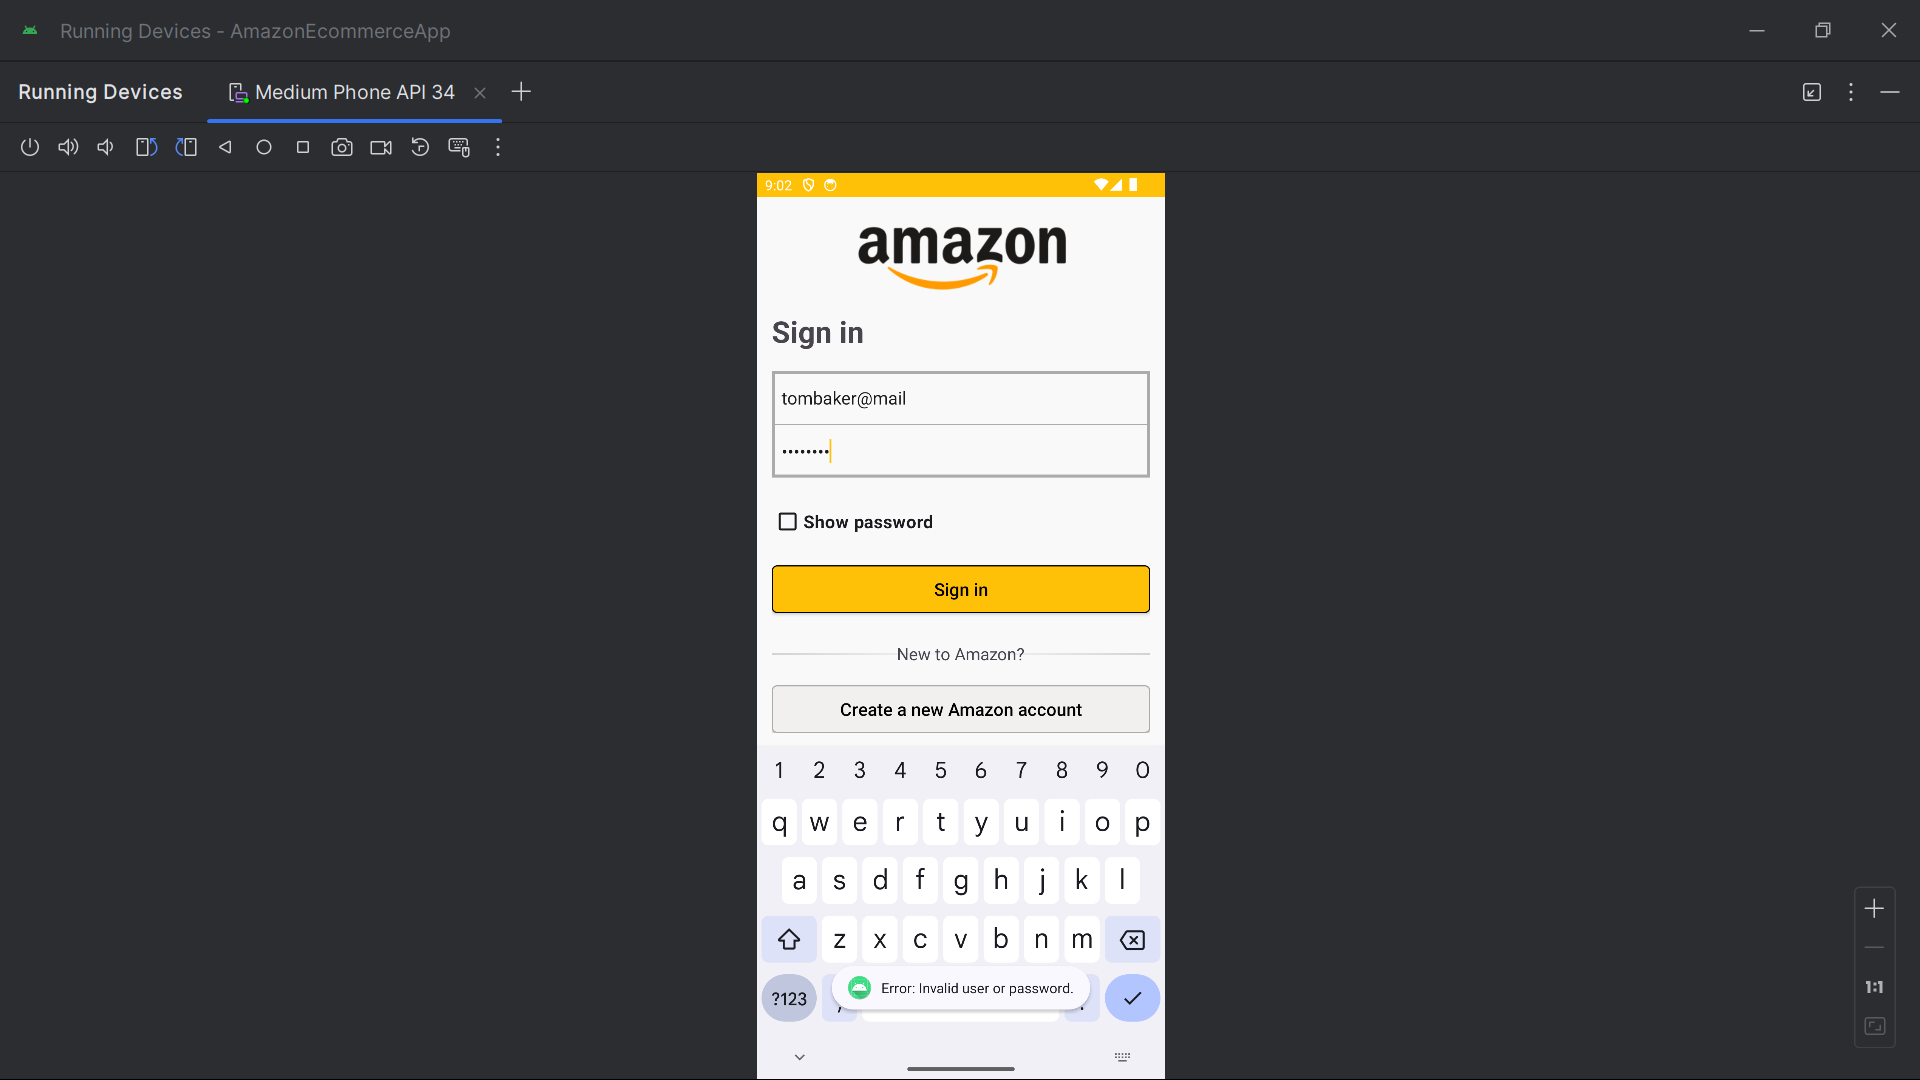 Running Devices - AmazonEcommerceApp
Running Devices
Medium Phone API 34
9:02
amazon
Sign in
tombaker@mail
••••••••
Show password
Sign in
New to Amazon?
Create a new Amazon account
1 2 3 4 5 6 7 8 9 0
q w e r t y u i o p
a s d f g h j k l
z x c v b n m
?123 , .
Error: Invalid user or password.
1:1